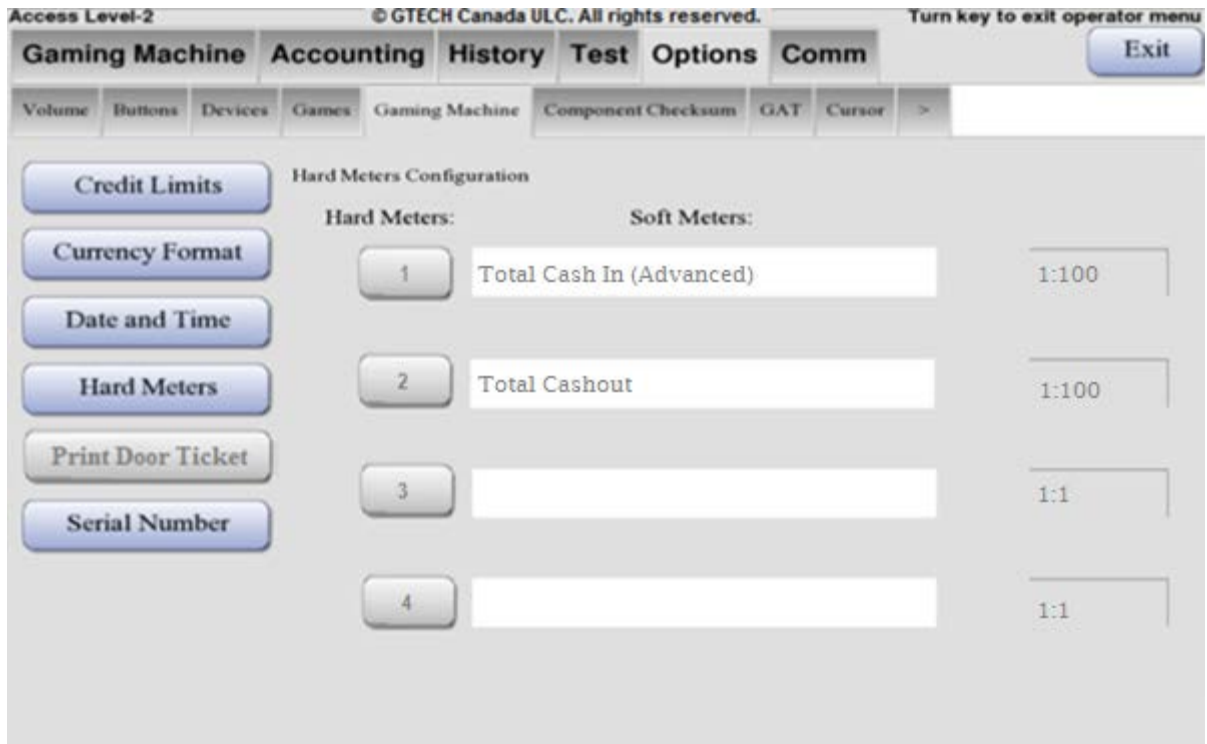 Access Level-2 © GTECH Canada ULC. All rights reserved. Turn key to exit operator menu
Gaming Machine Accounting History Test Options Comm Exit
Volume Buttons Devices Games Gaming Machine Component Checksum GAT Cursor >
Credit Limits
Currency Format
Date and Time
Hard Meters
Print Door Ticket
Serial Number
Hard Meters Configuration
Hard Meters: Soft Meters:
1 Total Cash In (Advanced) 1:100
2 Total Cashout 1:100
3 1:1
4 1:1